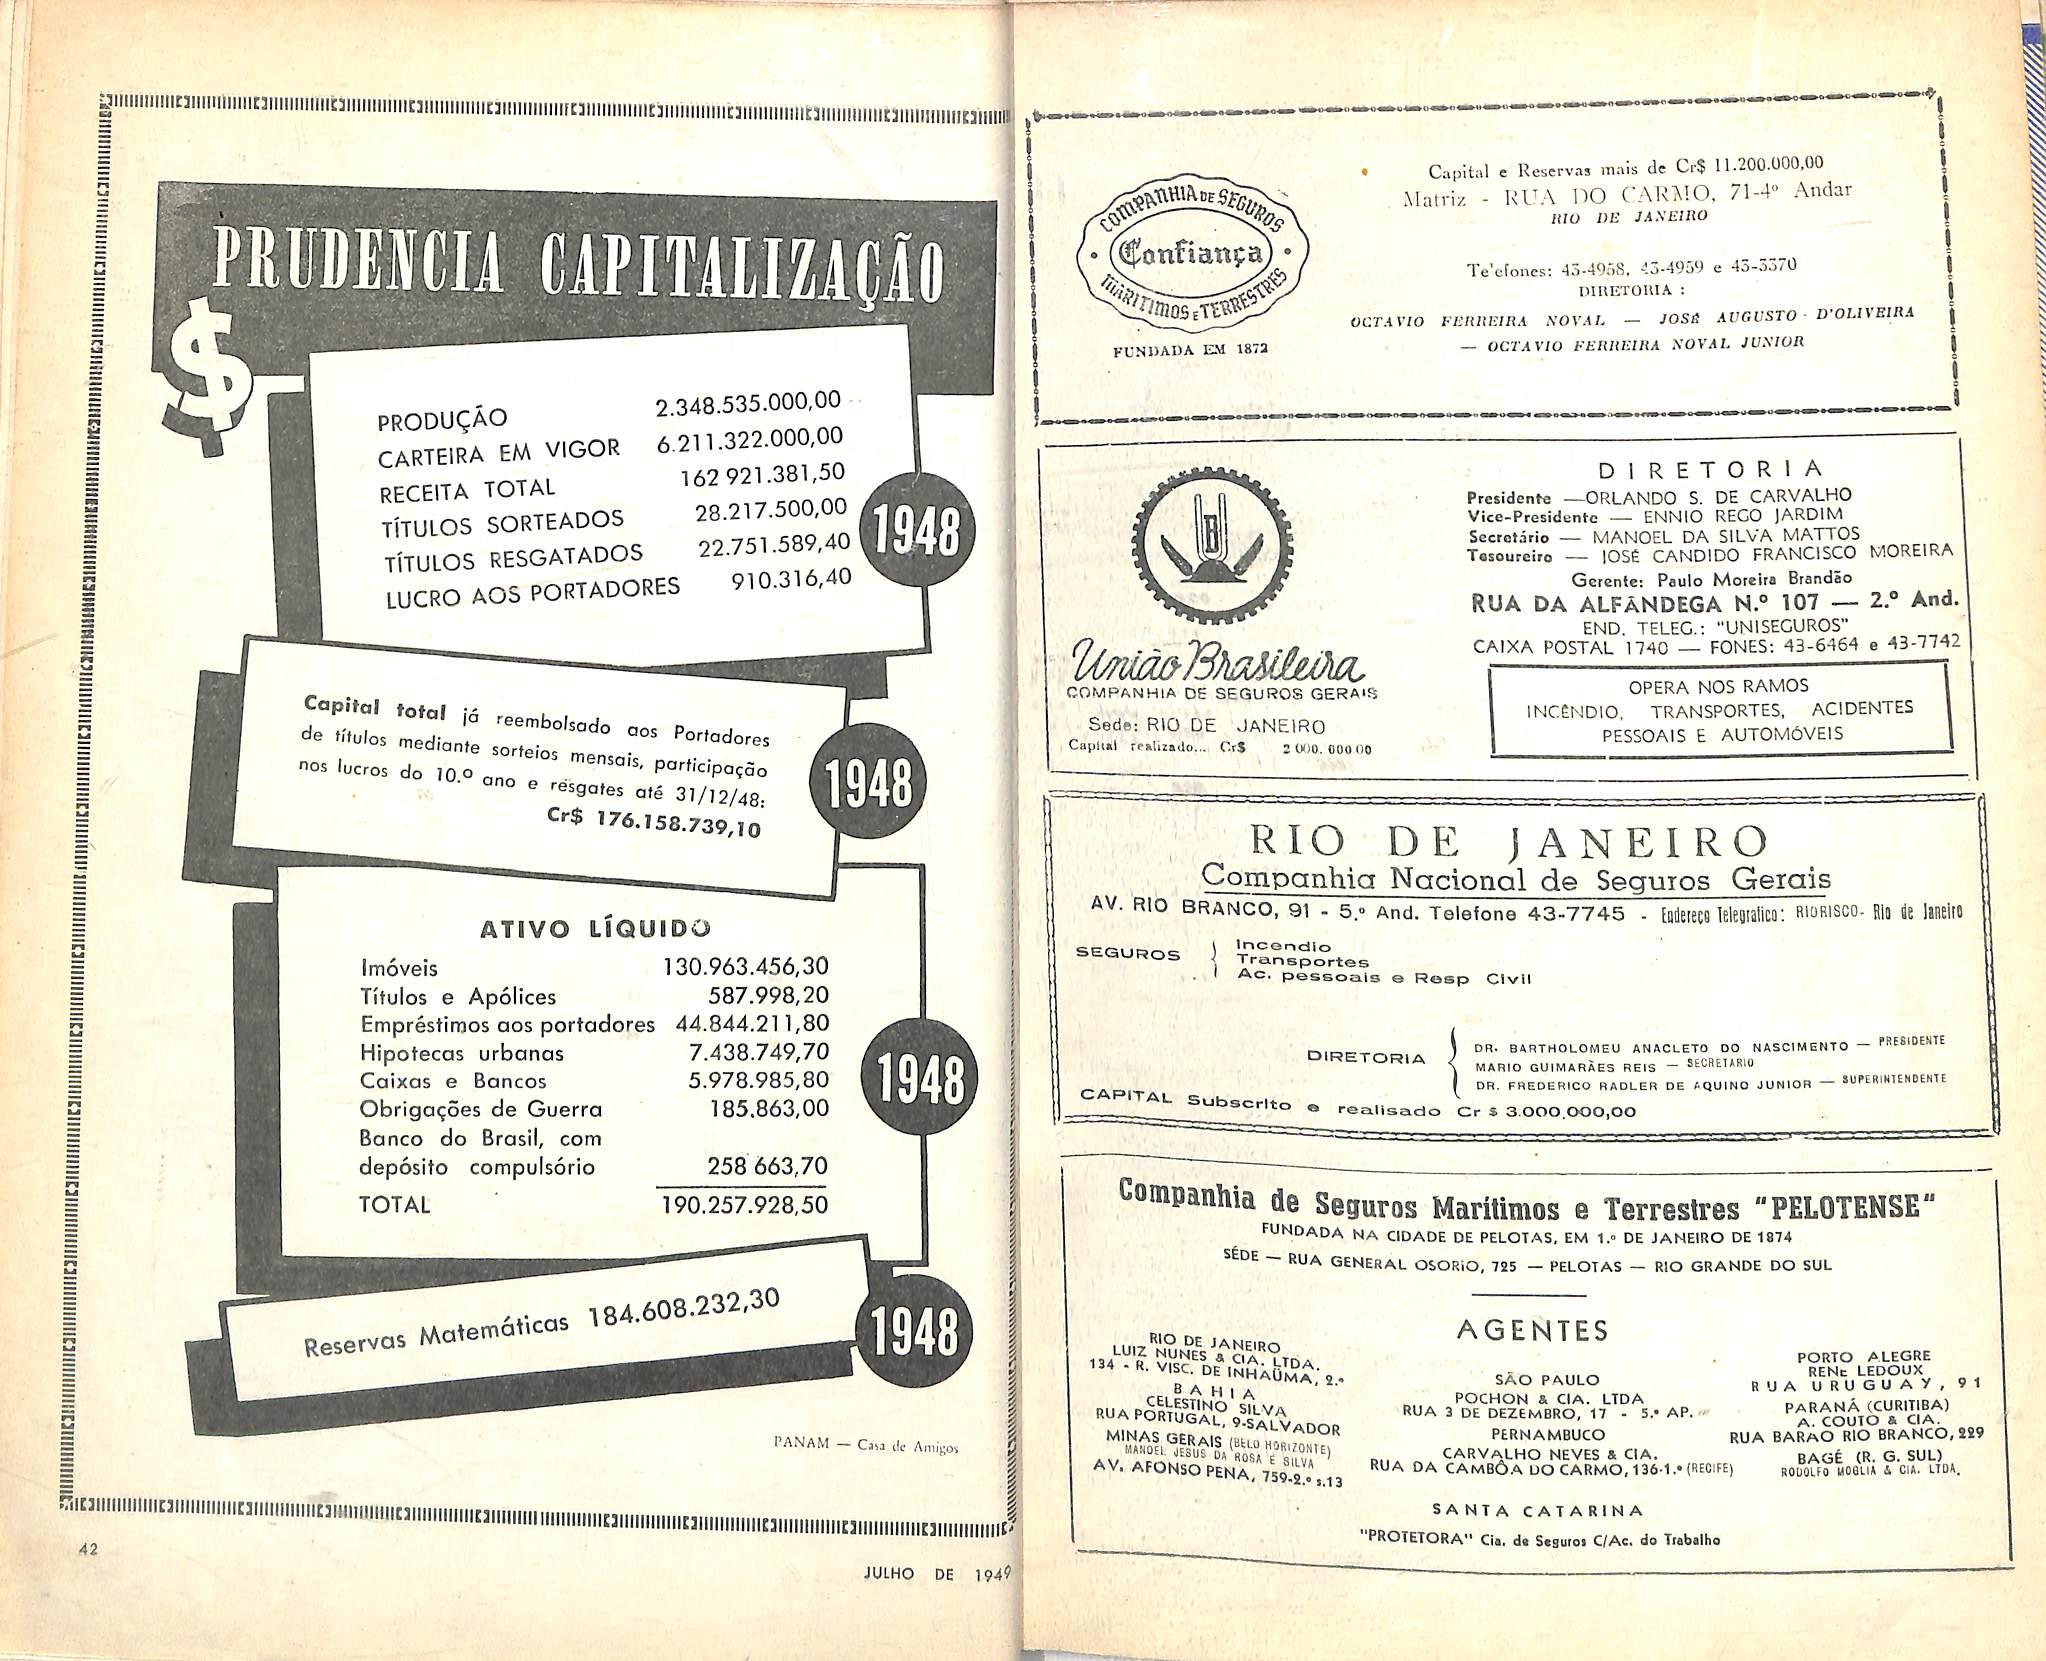 PRUDENCIA CAPITALIZAÇÃO
$
PRODUÇÃO 2.348.535.000,00
CARTEIRA EM VIGOR 6.211.322.000,00
RECEITA TOTAL 162 921.381,50
TÍTULOS SORTEADOS 28.217.500,00
TÍTULOS RESGATADOS 22.751.589,40
LUCRO AOS PORTADORES 910.316,40
1948
Capital total já reembolsado aos Portadores
de títulos mediante sorteios mensais, participação
nos lucros do 10.º ano e resgates até 31/12/48:
Cr$ 176.158.739,10
1948
ATIVO LÍQUIDO
Imóveis 130.963.456,30
Títulos e Apólices 587.998,20
Empréstimos aos portadores 44.844.211,80
Hipotecas urbanas 7.438.749,70
Caixas e Bancos 5.978.985,80
Obrigações de Guerra 185.863,00
Banco do Brasil, com
depósito compulsório 258 663,70
TOTAL 190.257.928,50
1948
Reservas Matemáticas 184.608.232,30
1948
PANAM — Casa de Amigos
42
JULHO DE 1949
COMPANHIA DE SEGUROS
Confiança
MARITIMOS E TERRESTRES
FUNDADA EM 1872
Capital e Reservas mais de Cr$ 11.200.000,00
Matriz - RUA DO CARMO, 71-4º Andar
RIO DE JANEIRO
Te'efones: 43-4958, 43-4959 e 43-3370
DIRETORIA :
OCTAVIO FERREIRA NOVAL — JOSÉ AUGUSTO D'OLIVEIRA
— OCTAVIO FERREIRA NOVAL JUNIOR
U B
União Brasileira
COMPANHIA DE SEGUROS GERAIS
Sede: RIO DE JANEIRO
Capital realizado... Cr$ 2 000. 000 00
DIRETORIA
Presidente —ORLANDO S. DE CARVALHO
Vice-Presidente — ENNIO REGO JARDIM
Secretário — MANOEL DA SILVA MATTOS
Tesoureiro — JOSÉ CANDIDO FRANCISCO MOREIRA
Gerente: Paulo Moreira Brandão
RUA DA ALFÂNDEGA N.º 107 — 2.º And.
END. TELEG.: "UNISEGUROS"
CAIXA POSTAL 1740 — FONES: 43-6464 e 43-7742
OPERA NOS RAMOS
INCÊNDIO, TRANSPORTES, ACIDENTES
PESSOAIS E AUTOMÓVEIS
RIO DE JANEIRO
Companhia Nacional de Seguros Gerais
AV. RIO BRANCO, 91 - 5.º And. Telefone 43-7745 - Endereço Telegrafico: RIORISCO- Rio de Janeiro
SEGUROS
Incendio
Transportes
Ac. pessoais e Resp Civil
DIRETORIA
DR. BARTHOLOMEU ANACLETO DO NASCIMENTO — PRESIDENTE
MARIO GUIMARÃES REIS — SECRETARIO
DR. FREDERICO RADLER DE AQUINO JUNIOR — SUPERINTENDENTE
CAPITAL Subscrito e realisado Cr $ 3.000.000,00
Companhia de Seguros Marítimos e Terrestres "PELOTENSE"
FUNDADA NA CIDADE DE PELOTAS, EM 1.º DE JANEIRO DE 1874
SÉDE — RUA GENERAL OSORIO, 725 — PELOTAS — RIO GRANDE DO SUL
AGENTES
RIO DE JANEIRO
LUIZ NUNES & CIA. LTDA.
134 - R. VISC. DE INHAÚMA, 2.º
BAHIA
CELESTINO SILVA
RUA PORTUGAL, 9-SALVADOR
MINAS GERAIS (BELO HORIZONTE)
MANOEL JESUS DA ROSA E SILVA
AV. AFONSO PENA, 759-2.º s.13
SÃO PAULO
POCHON & CIA. LTDA
RUA 3 DE DEZEMBRO, 17 - 5.º AP.
PERNAMBUCO
CARVALHO NEVES & CIA.
RUA DA CAMBÔA DO CARMO, 136-1.º (RECIFE)
PORTO ALEGRE
RENE LEDOUX
RUA URUGUAY, 91
PARANÁ (CURITIBA)
A. COUTO & CIA.
RUA BARAO RIO BRANCO, 229
BAGÉ (R. G. SUL)
RODOLFO MOGLIA & CIA. LTDA.
SANTA CATARINA
"PROTETORA" Cia. de Seguros C/Ac. do Trabalho